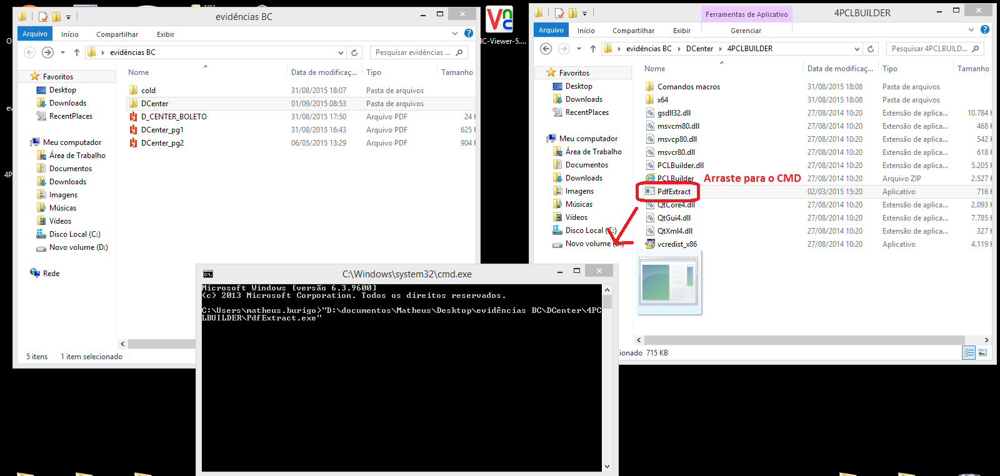 evidências BC
Arquivo Início Compartilhar Exibir
evidências BC
Pesquisar evidências ...
Nome Data de modificaç... Tipo Tamanho
Favoritos
Desktop
Downloads
RecentPlaces
Meu computador
Área de Trabalho
Documentos
Downloads
Imagens
Músicas
Vídeos
Disco Local (C:)
Novo volume (D:)
Rede
cold 31/08/2015 18:07 Pasta de arquivos
DCenter 01/09/2015 08:53 Pasta de arquivos
D_CENTER_BOLETO 31/08/2015 17:50 Arquivo PDF 24 K
DCenter_pg1 31/08/2015 16:43 Arquivo PDF 625 K
DCenter_pg2 06/05/2015 13:29 Arquivo PDF 904 K
5 itens 1 item selecionado
VNC
IC-Viewer-5....
O
ev
4P
Ferramentas de Aplicativo 4PCLBUILDER
Arquivo Início Compartilhar Exibir Gerenciar
evidências BC DCenter 4PCLBUILDER
Pesquisar 4PCLBUILD...
Nome Data de modificaç... Tipo Tamanho
Favoritos
Desktop
Downloads
RecentPlaces
Meu computador
Área de Trabalho
Documentos
Downloads
Imagens
Músicas
Vídeos
Disco Local (C:)
Novo volume (D:)
Comandos macros 31/08/2015 18:08 Pasta de arquivos
x64 31/08/2015 18:08 Pasta de arquivos
gsdll32.dll 27/08/2014 10:20 Extensão de aplica... 10.784 K
msvcm80.dll 27/08/2014 10:20 Extensão de aplica... 468 K
msvcp80.dll 27/08/2014 10:20 Extensão de aplica... 542 K
msvcr80.dll 27/08/2014 10:20 Extensão de aplica... 618 K
PCLBuilder.dll 27/08/2014 10:20 Extensão de aplica... 5.205 K
PCLBuilder 27/08/2014 10:20 Arquivo ZIP 2.527 K
Arraste para o CMD
PdfExtract 02/03/2015 15:20 Aplicativo 716 K
QtCore4.dll 27/08/2014 10:20 Extensão de aplica... 2.093 K
QtGui4.dll 27/08/2014 10:20 Extensão de aplica... 7.785 K
QtXml4.dll 27/08/2014 10:20 Extensão de aplica... 327 K
vcredist_x86 27/08/2014 10:20 Aplicativo 4.119 K
cionado 715 KB
C:\Windows\system32\cmd.exe
Microsoft Windows [versão 6.3.9600]
(c) 2013 Microsoft Corporation. Todos os direitos reservados.
C:\Users\matheus.burigo>"D:\documentos\Matheus\Desktop\evidências BC\DCenter\4PC
LBUILDER\PdfExtract.exe"